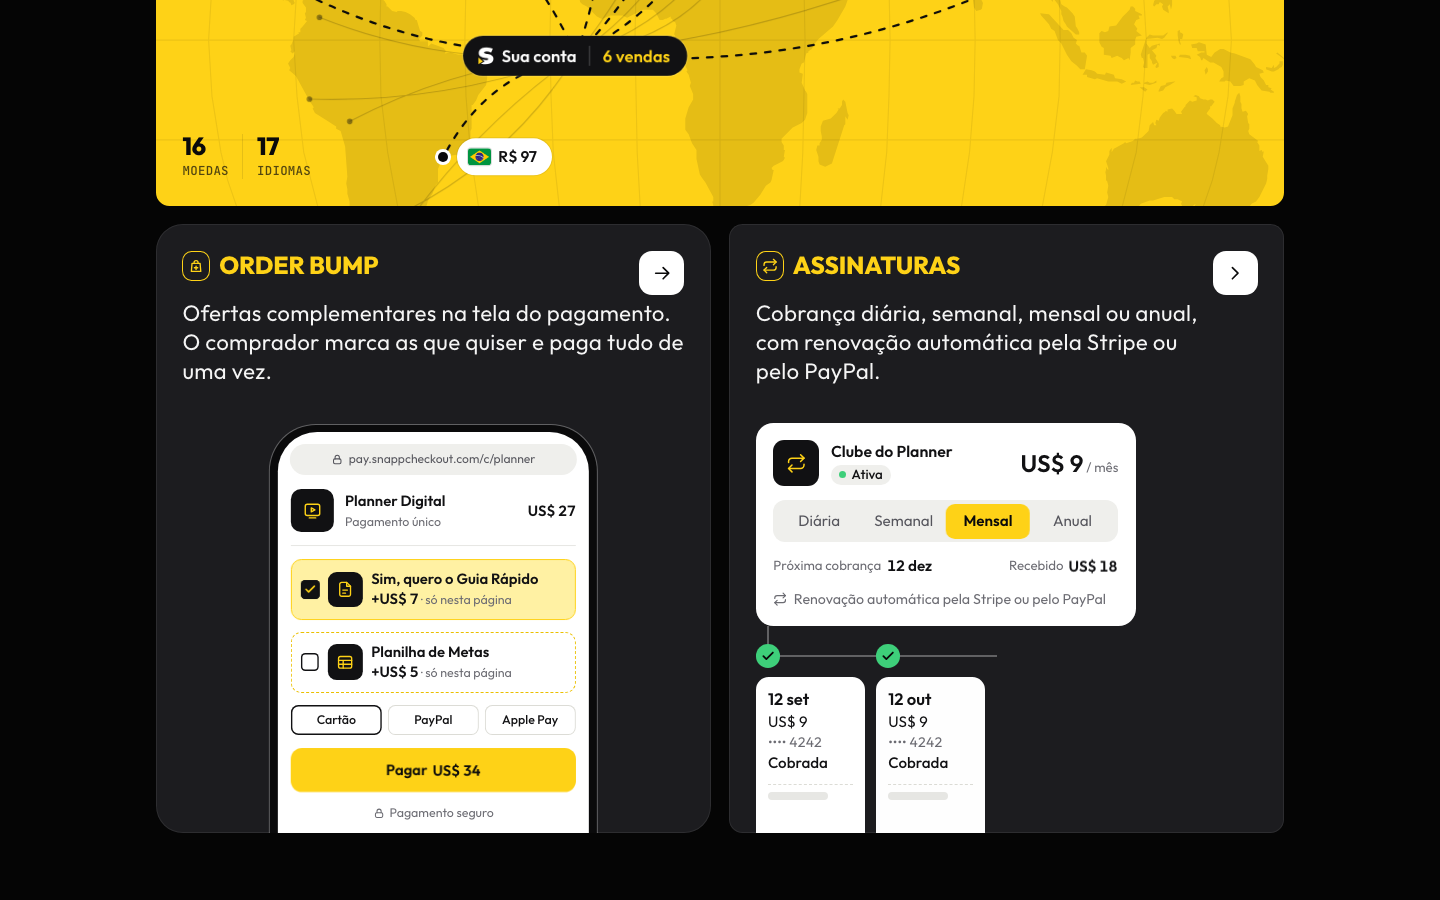 Sua conta 6 vendas
16 17
MOEDAS IDIOMAS
R$ 97
ORDER BUMP
Ofertas complementares na tela do pagamento.
O comprador marca as que quiser e paga tudo de
uma vez.
pay.snappcheckout.com/c/planner
Planner Digital
Pagamento único
US$ 27
Sim, quero o Guia Rápido
+US$ 7 · só nesta página
Planilha de Metas
+US$ 5 · só nesta página
Cartão PayPal Apple Pay
Pagar US$ 34
Pagamento seguro
ASSINATURAS
Cobrança diária, semanal, mensal ou anual,
com renovação automática pela Stripe ou
pelo PayPal.
Clube do Planner
Ativa
US$ 9 / mês
Diária Semanal Mensal Anual
Próxima cobrança 12 dez Recebido US$ 18
Renovação automática pela Stripe ou pelo PayPal
12 set
US$ 9
•••• 4242
Cobrada
12 out
US$ 9
•••• 4242
Cobrada